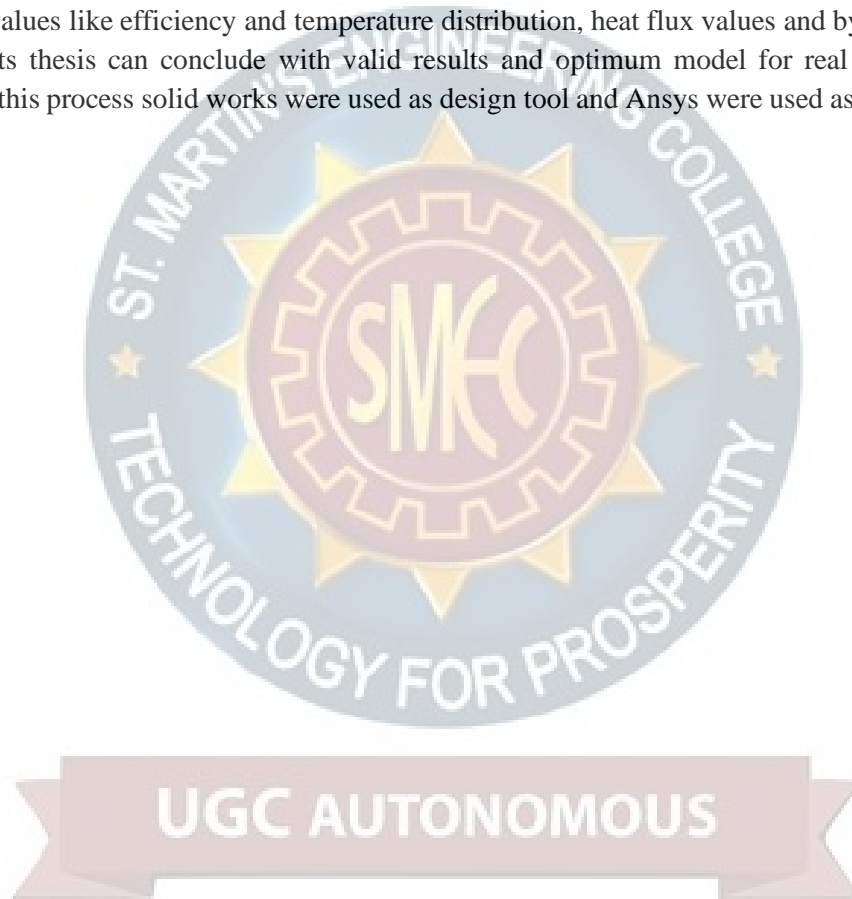 alues like efficiency and temperature distribution, heat flux values and by
ts thesis can conclude with valid results and optimum model for real
this process solid works were used as design tool and Ansys were used as
ST. MARTIN'S ENGINEERING COLLEGE
SMEC
TECHNOLOGY FOR PROSPERITY
UGC AUTONOMOUS